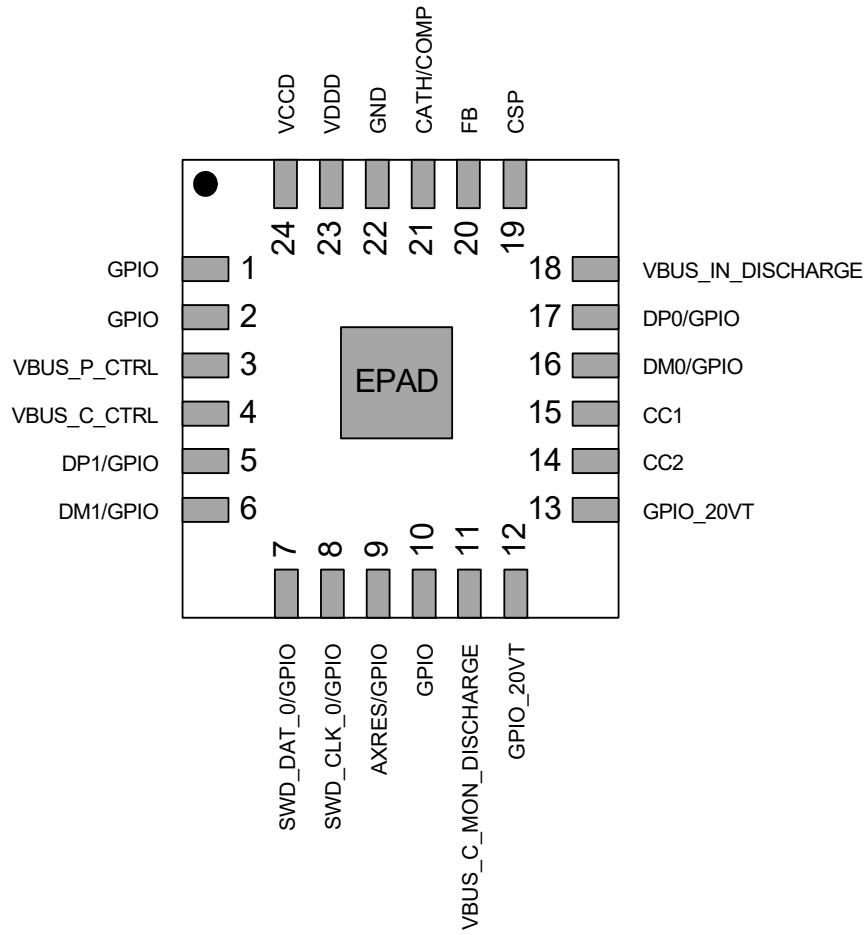 VCCD
VDDD
GND
CATH/COMP
FB
CSP
24
23
22
21
20
19
GPIO 1
GPIO 2
VBUS_P_CTRL 3
VBUS_C_CTRL 4
DP1/GPIO 5
DM1/GPIO 6
EPAD
18 VBUS_IN_DISCHARGE
17 DP0/GPIO
16 DM0/GPIO
15 CC1
14 CC2
13 GPIO_20VT
7
8
9
10
11
12
SWD_DAT_0/GPIO
SWD_CLK_0/GPIO
AXRES/GPIO
GPIO
VBUS_C_MON_DISCHARGE
GPIO_20VT